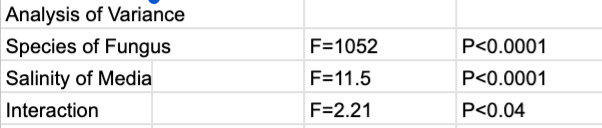 Analysis of Variance
Species of Fungus F=1052 P<0.0001
Salinity of Media F=11.5 P<0.0001
Interaction F=2.21 P<0.04